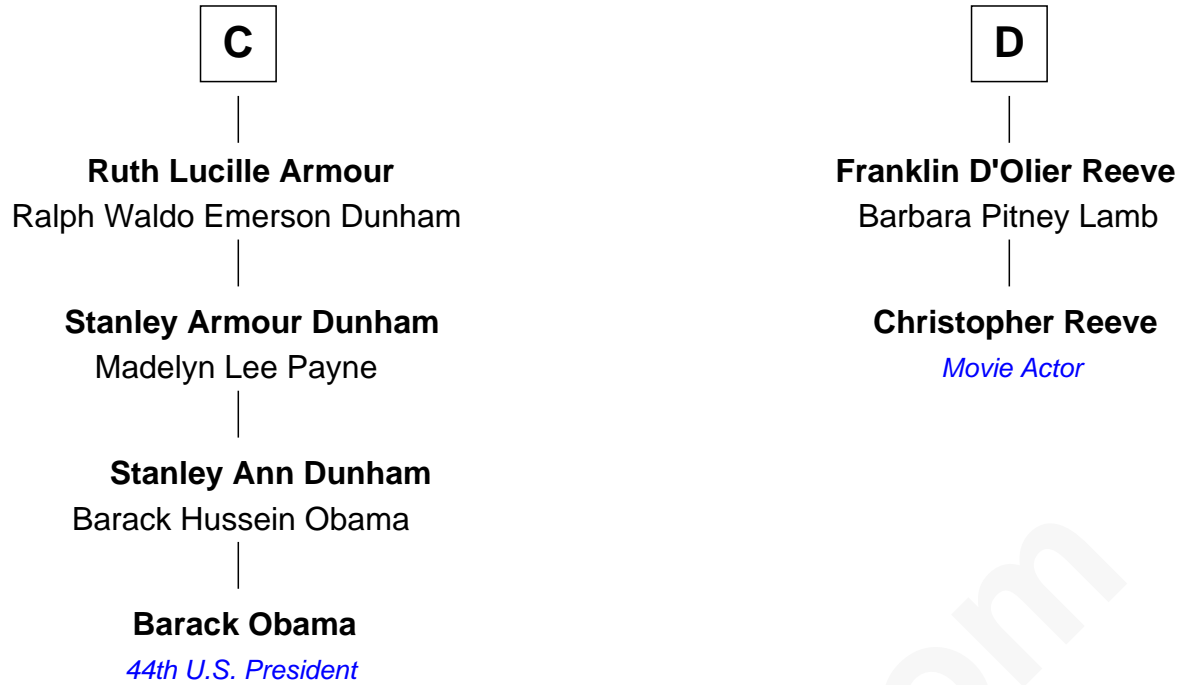 C
Ruth Lucille Armour
Ralph Waldo Emerson Dunham
Stanley Armour Dunham
Madelyn Lee Payne
Stanley Ann Dunham
Barack Hussein Obama
Barack Obama
44th U.S. President
D
Franklin D'Olier Reeve
Barbara Pitney Lamb
Christopher Reeve
Movie Actor
om